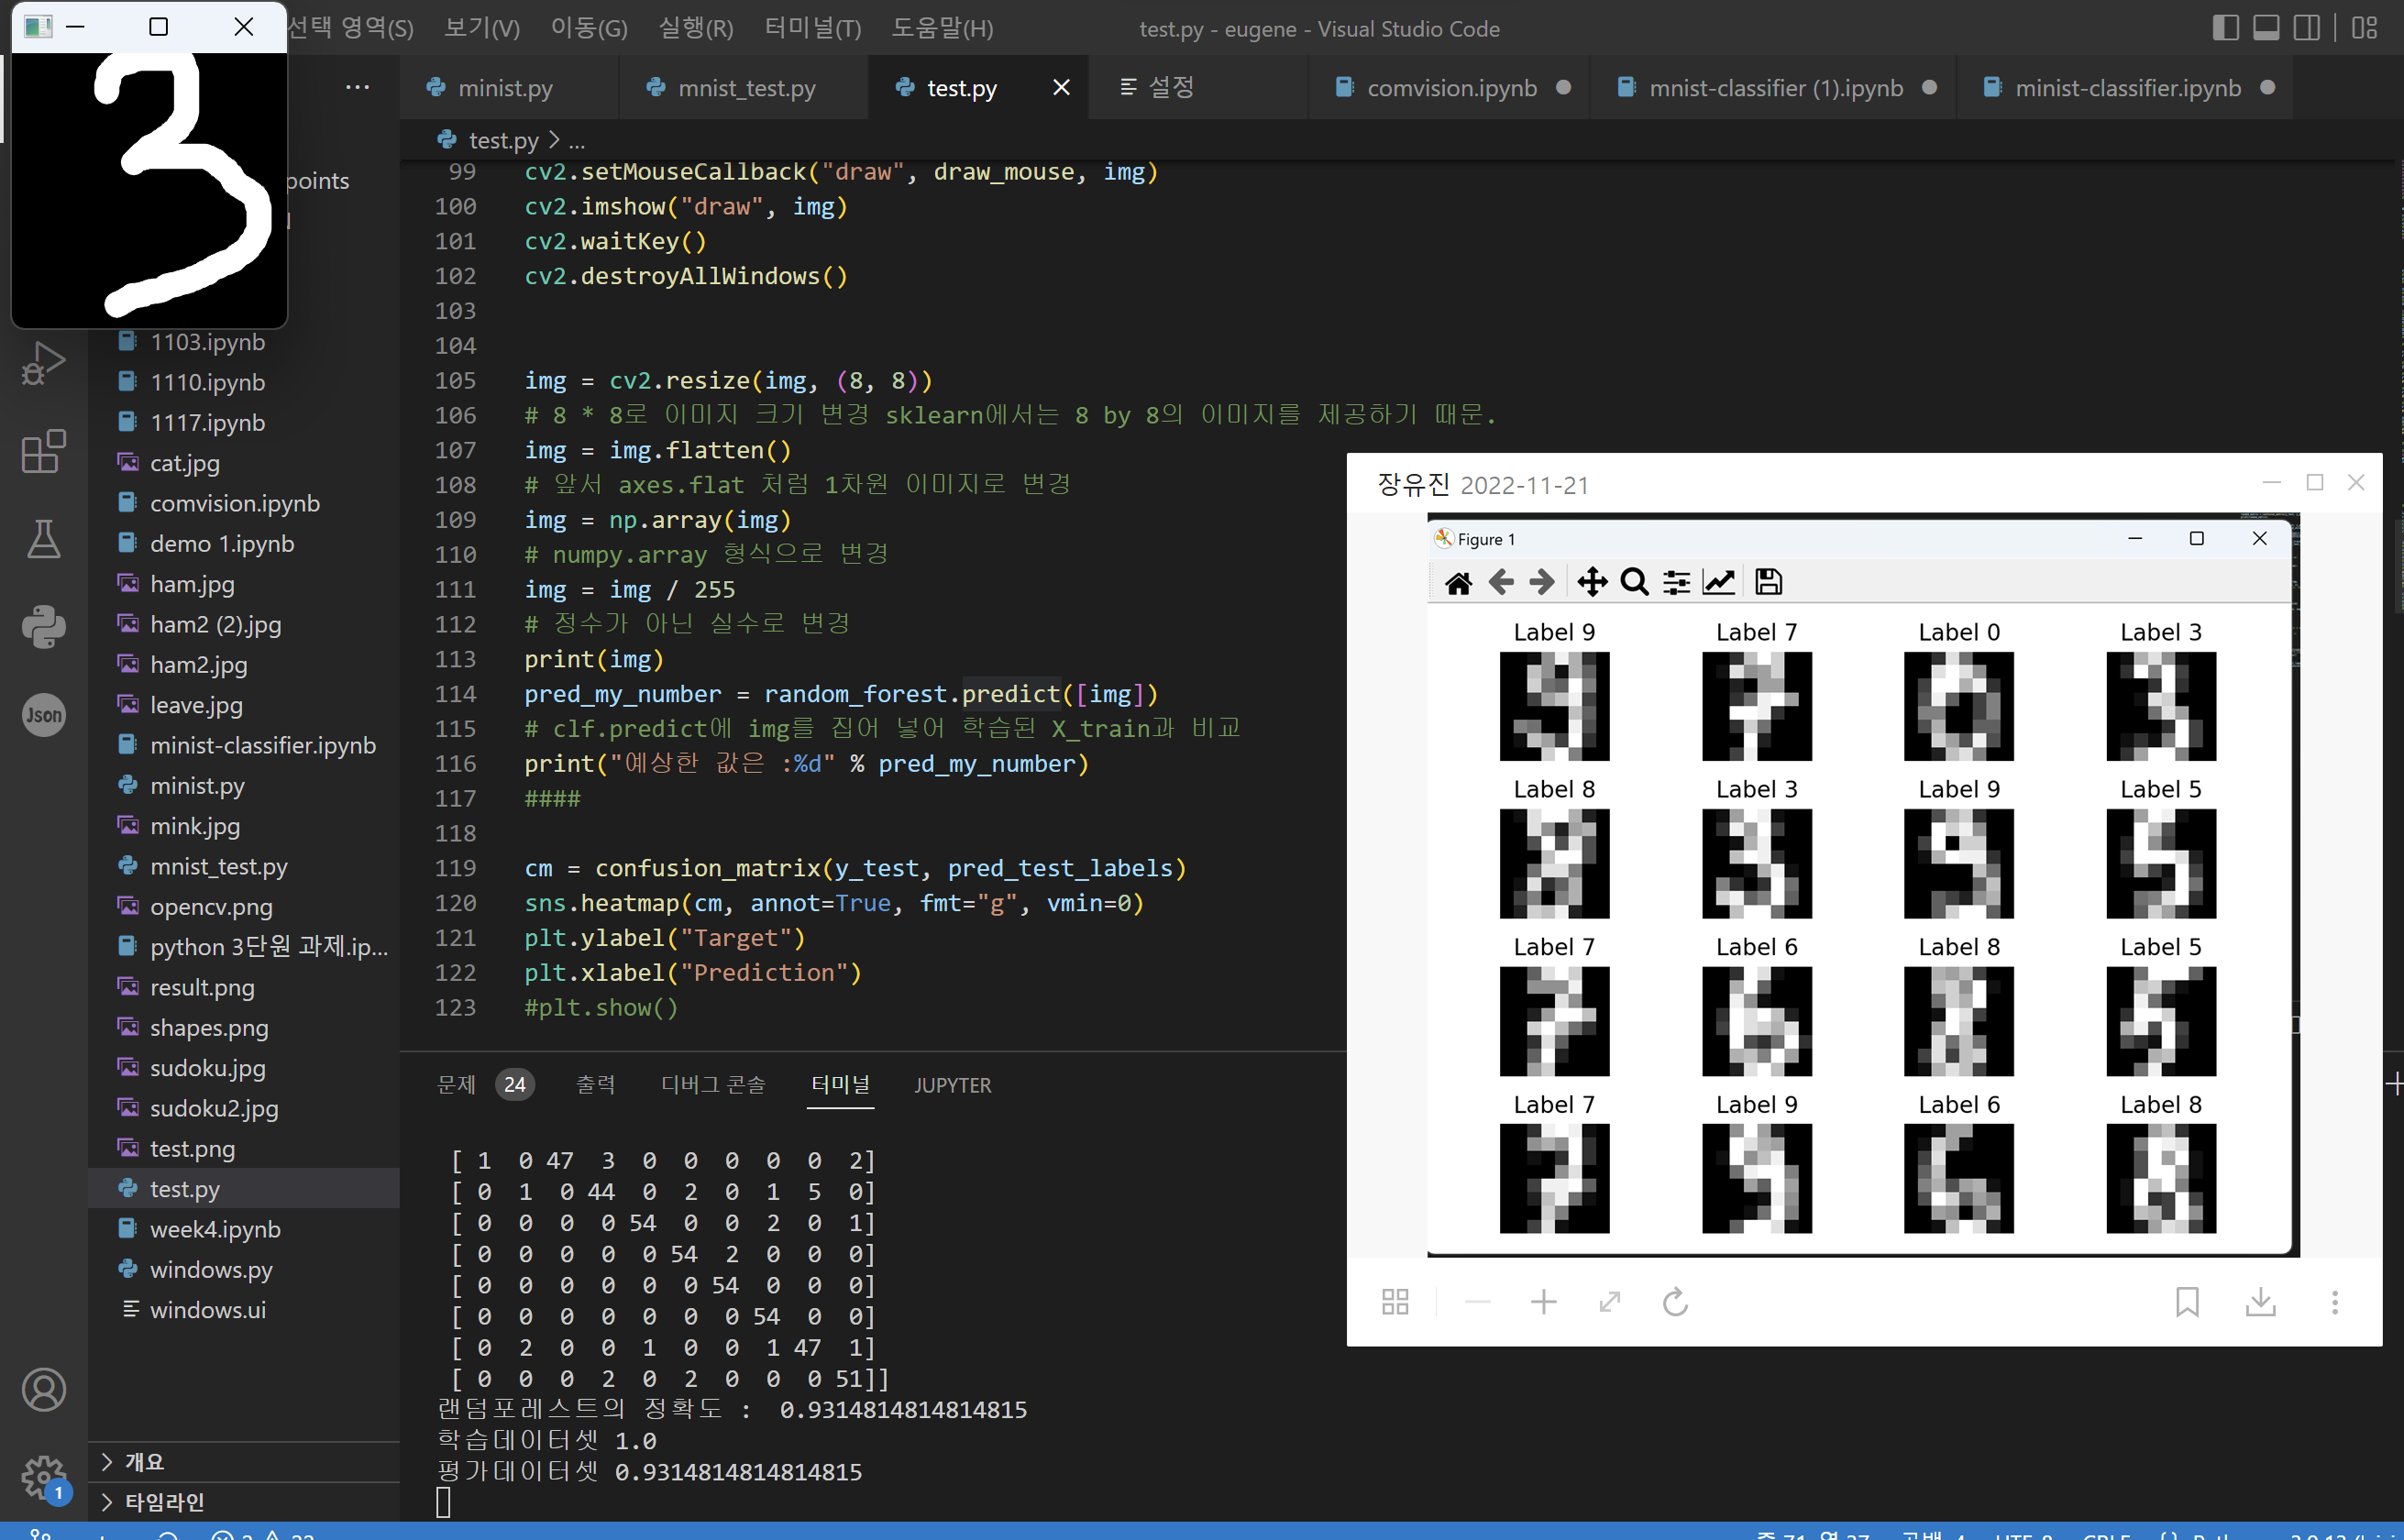 선택 영역(S) 보기(V) 이동(G) 실행(R) 터미널(T) 도움말(H)
test.py - eugene - Visual Studio Code
minist.py
mnist_test.py
test.py
설정
comvision.ipynb
mnist-classifier (1).ipynb
minist-classifier.ipynb
test.py > ...
points
1103.ipynb
1110.ipynb
1117.ipynb
cat.jpg
comvision.ipynb
demo 1.ipynb
ham.jpg
ham2 (2).jpg
ham2.jpg
leave.jpg
minist-classifier.ipynb
minist.py
mink.jpg
mnist_test.py
opencv.png
python 3단원 과제.ip...
result.png
shapes.png
sudoku.jpg
sudoku2.jpg
test.png
test.py
week4.ipynb
windows.py
windows.ui
개요
타임라인
Json
1
3
99 cv2.setMouseCallback("draw", draw_mouse, img)
100 cv2.imshow("draw", img)
101 cv2.waitKey()
102 cv2.destroyAllWindows()
103
104
105 img = cv2.resize(img, (8, 8))
106 # 8 * 8로 이미지 크기 변경 sklearn에서는 8 by 8의 이미지를 제공하기 때문.
107 img = img.flatten()
108 # 앞서 axes.flat 처럼 1차원 이미지로 변경
109 img = np.array(img)
110 # numpy.array 형식으로 변경
111 img = img / 255
112 # 정수가 아닌 실수로 변경
113 print(img)
114 pred_my_number = random_forest.predict([img])
115 # clf.predict에 img를 집어 넣어 학습된 X_train과 비교
116 print("예상한 값은 :%d" % pred_my_number)
117 ####
118
119 cm = confusion_matrix(y_test, pred_test_labels)
120 sns.heatmap(cm, annot=True, fmt="g", vmin=0)
121 plt.ylabel("Target")
122 plt.xlabel("Prediction")
123 #plt.show()
문제 24 출력 디버그 콘솔 터미널 JUPYTER
[ 1 0 47 3 0 0 0 0 0 2]
[ 0 1 0 44 0 2 0 1 5 0]
[ 0 0 0 0 54 0 0 2 0 1]
[ 0 0 0 0 0 54 2 0 0 0]
[ 0 0 0 0 0 0 54 0 0 0]
[ 0 0 0 0 0 0 0 54 0 0]
[ 0 2 0 0 1 0 0 1 47 1]
[ 0 0 0 2 0 2 0 0 0 51]]
랜덤포레스트의 정확도 : 0.9314814814814815
학습데이터셋 1.0
평가데이터셋 0.9314814814814815
장유진 2022-11-21
Figure 1
Label 9 Label 7 Label 0 Label 3
Label 8 Label 3 Label 9 Label 5
Label 7 Label 6 Label 8 Label 5
Label 7 Label 9 Label 6 Label 8